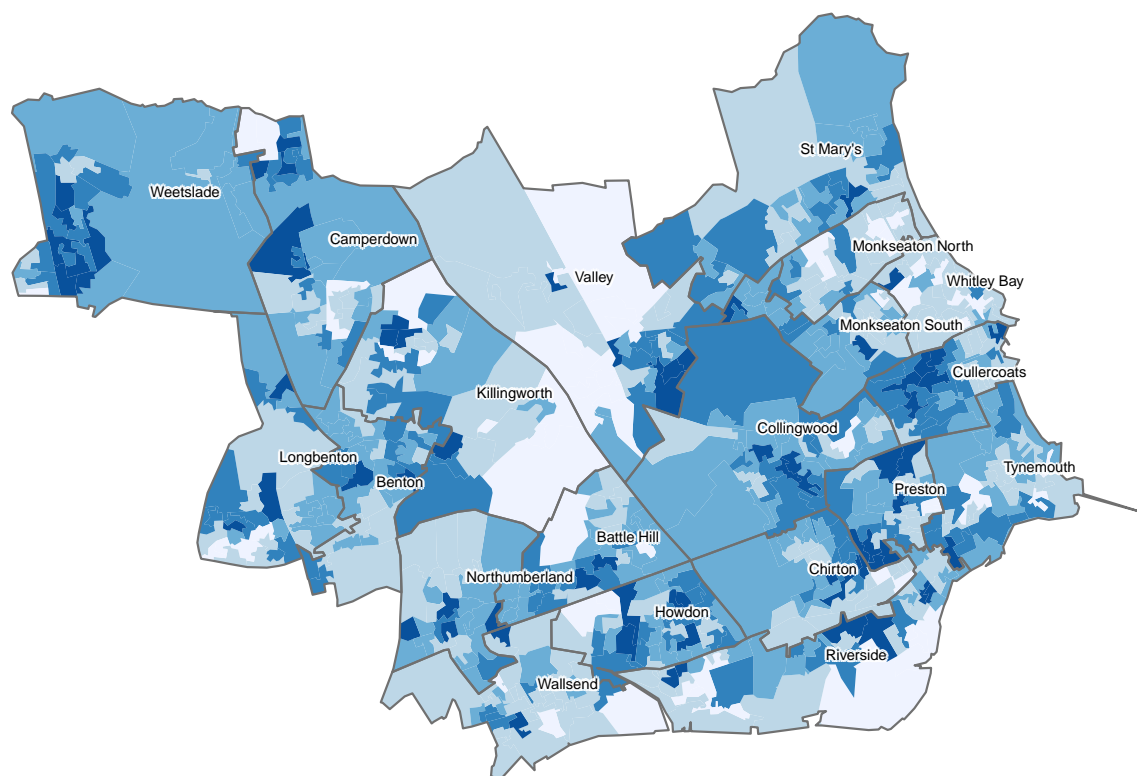 St Mary's
Weetslade
Camperdown
Monkseaton North
Valley
Whitley Bay
Monkseaton South
Cullercoats
Killingworth
Collingwood
Longbenton
Tynemouth
Benton
Preston
Battle Hill
Chirton
Northumberland
Howdon
Riverside
Wallsend